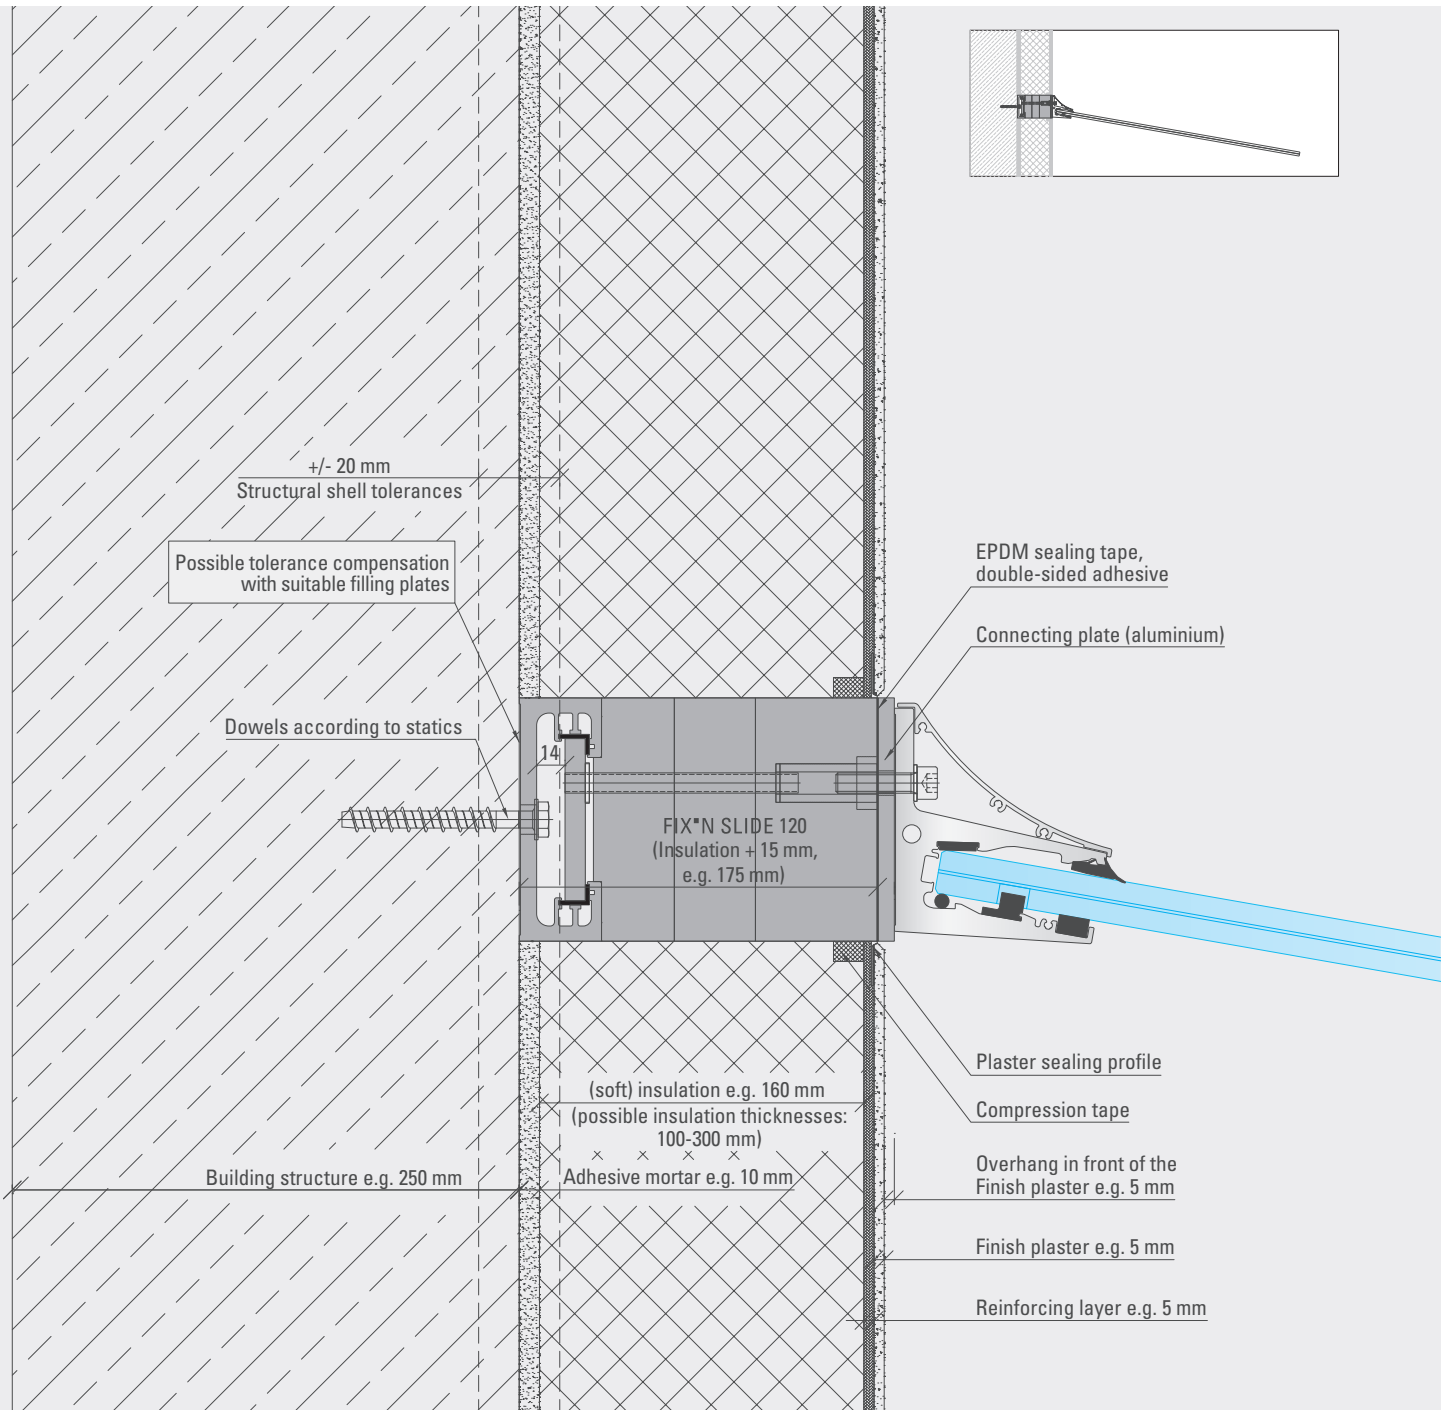 +/- 20 mm
Structural shell tolerances
Possible tolerance compensation
with suitable filling plates
EPDM sealing tape,
double-sided adhesive
Connecting plate (aluminium)
Dowels according to statics
14
FIX■N SLIDE 120
(Insulation + 15 mm,
e.g. 175 mm)
Plaster sealing profile
(soft) insulation e.g. 160 mm
(possible insulation thicknesses:
100-300 mm)
Compression tape
Building structure e.g. 250 mm
Adhesive mortar e.g. 10 mm
Overhang in front of the
Finish plaster e.g. 5 mm
Finish plaster e.g. 5 mm
Reinforcing layer e.g. 5 mm